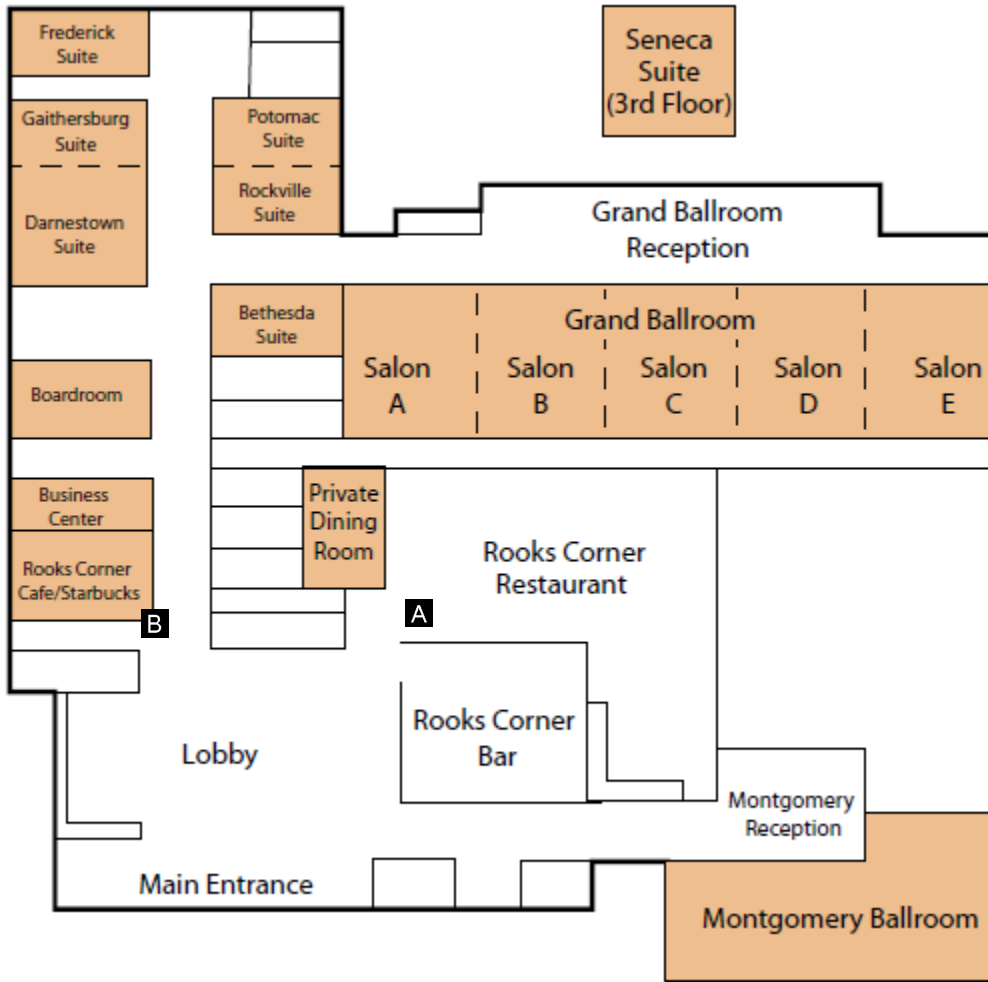 Frederick
Suite
Seneca
Suite
(3rd Floor)
Gaithersburg
Suite
Potomac
Suite
Darnestown
Suite
Rockville
Suite
Grand Ballroom
Reception
Bethesda
Suite
Grand Ballroom
Salon
A
Salon
B
Salon
C
Salon
D
Salon
E
Boardroom
Business
Center
Private
Dining
Room
Rooks Corner
Restaurant
Rooks Corner
Cafe/Starbucks
B
A
Lobby
Rooks Corner
Bar
Montgomery
Reception
Main Entrance
Montgomery Ballroom